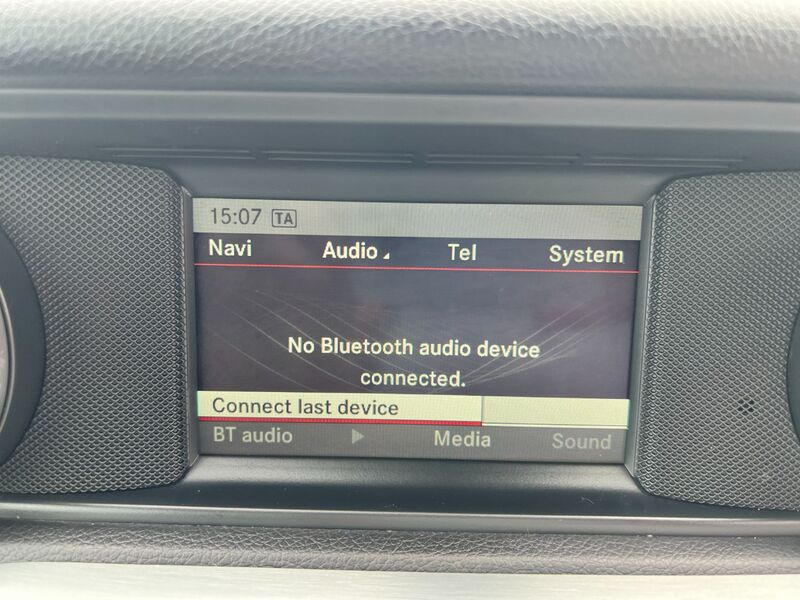 15:07 TA
Navi Audio Tel System
No Bluetooth audio device
connected.
Connect last device
BT audio Media Sound